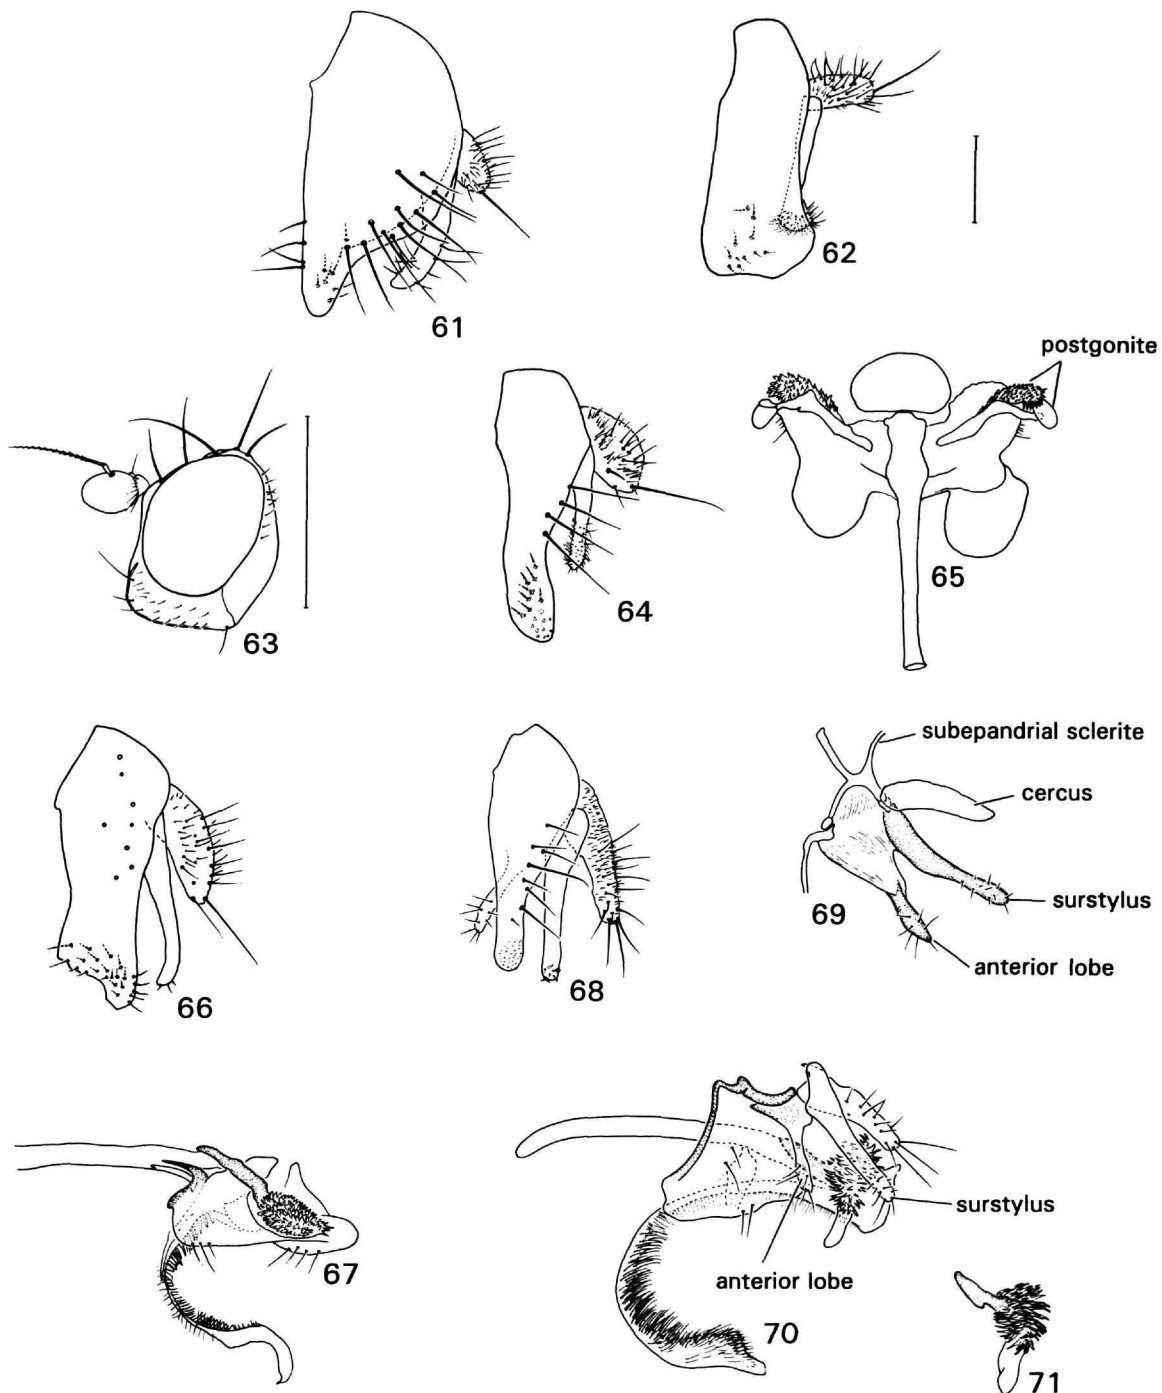 61
62
63
64
postgonite
65
66
68
subepandrial sclerite
cercus
surstylus
anterior lobe
69
67
surstylus
anterior lobe
70
71